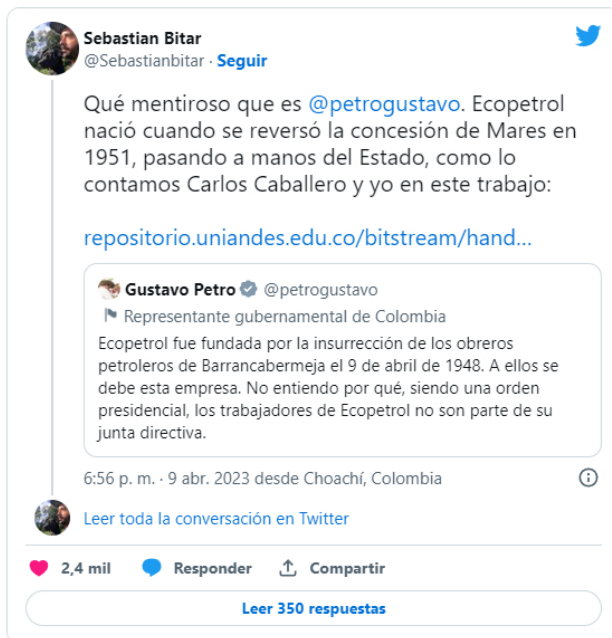 Sebastian Bitar
@Sebastianbitar · Seguir
Qué mentiroso que es @petrogustavo. Ecopetrol
nació cuando se reversó la concesión de Mares en
1951, pasando a manos del Estado, como lo
contamos Carlos Caballero y yo en este trabajo:
repositorio.uniandes.edu.co/bitstream/hand...
Gustavo Petro @petrogustavo
Representante gubernamental de Colombia
Ecopetrol fue fundada por la insurrección de los obreros
petroleros de Barrancabermeja el 9 de abril de 1948. A ellos se
debe esta empresa. No entiendo por qué, siendo una orden
presidencial, los trabajadores de Ecopetrol no son parte de su
junta directiva.
6:56 p. m. · 9 abr. 2023 desde Choachí, Colombia
Leer toda la conversación en Twitter
2,4 mil Responder Compartir
Leer 350 respuestas